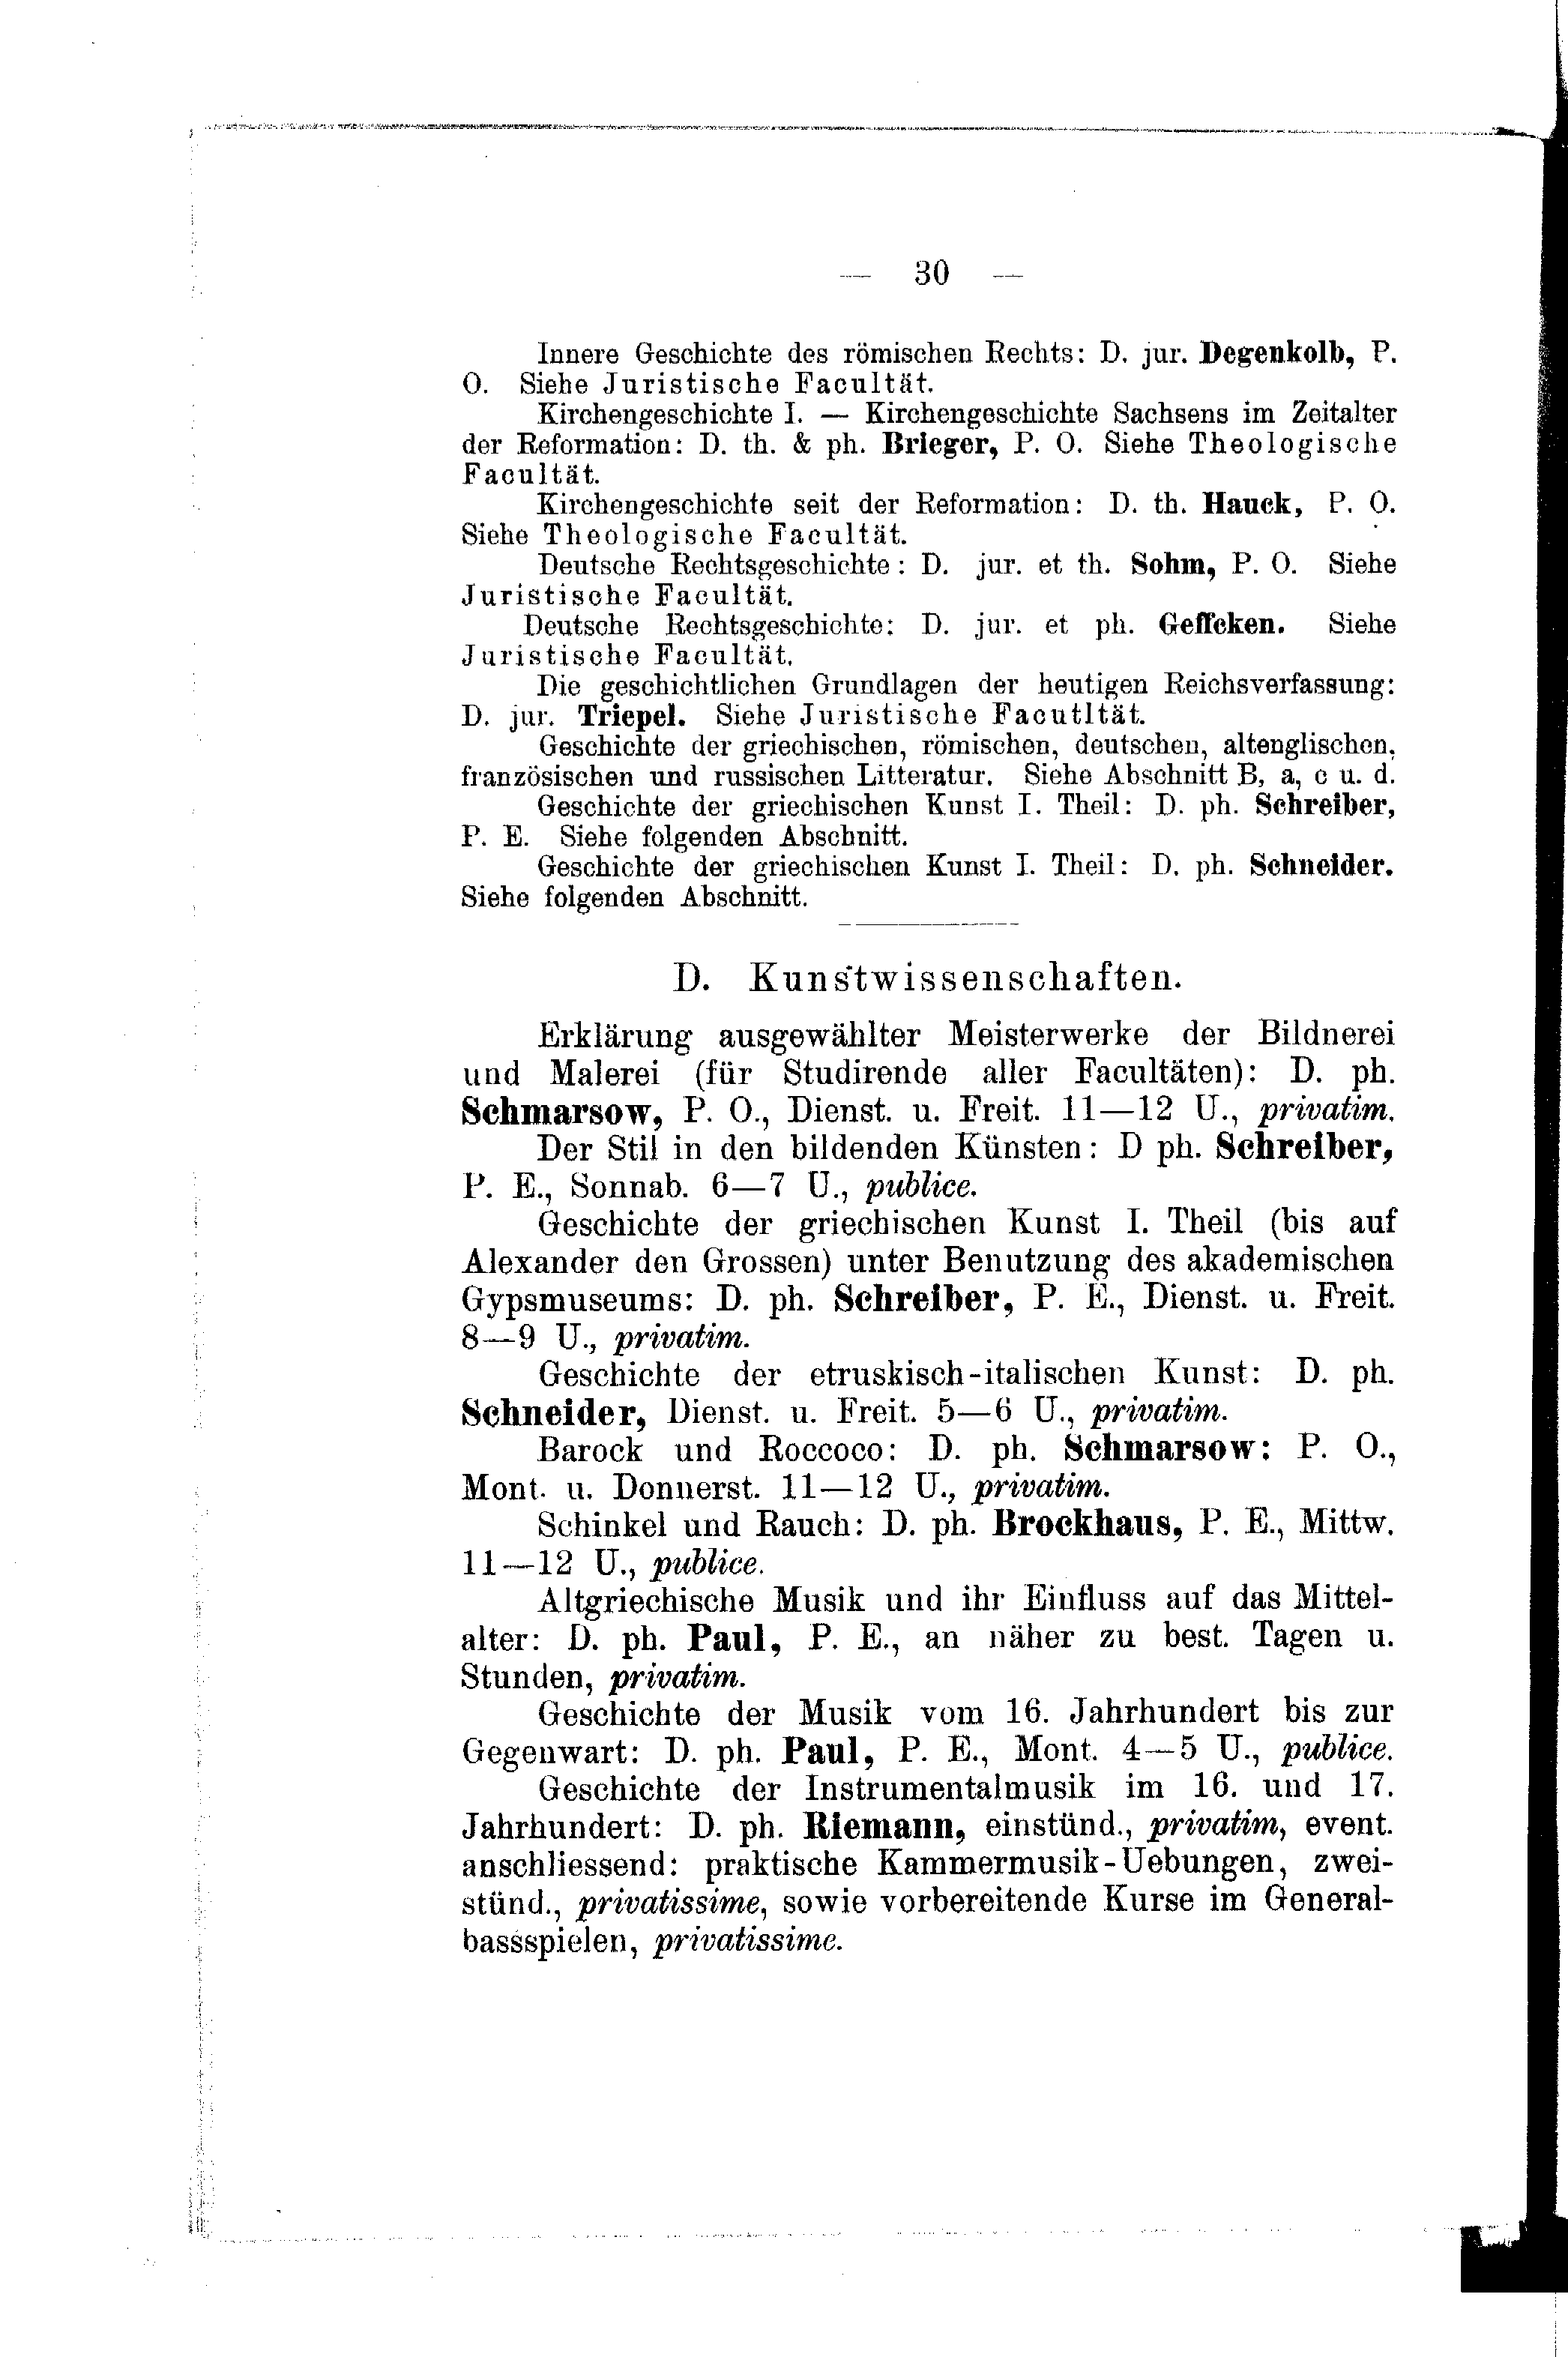 — 30 —
Innere Geschichte des römischen Rechts: D. jur. Degenkolb, P.
O. Siehe Juristische Facultät.
Kirchengeschichte I. — Kirchengeschichte Sachsens im Zeitalter
der Reformation: D. th. & ph. Brieger, P. O. Siehe Theologische
Facultät.
Kirchengeschichte seit der Reformation: D. th. Hauck, P. O.
Siehe Theologische Facultät.
Deutsche Rechtsgeschichte: D. jur. et th. Sohm, P. O. Siehe
Juristische Facultät.
Deutsche Rechtsgeschichte: D. jur. et ph. Geffcken. Siehe
Juristische Facultät.
Die geschichtlichen Grundlagen der heutigen Reichsverfassung:
D. jur. Triepel. Siehe Juristische Facutltät.
Geschichte der griechischen, römischen, deutschen, altenglischen,
französischen und russischen Litteratur. Siehe Abschnitt B, a, c u. d.
Geschichte der griechischen Kunst I. Theil: D. ph. Schreiber,
P. E. Siehe folgenden Abschnitt.
Geschichte der griechischen Kunst I. Theil: D. ph. Schneider.
Siehe folgenden Abschnitt.
D. Kunstwissenschaften.
Erklärung ausgewählter Meisterwerke der Bildnerei
und Malerei (für Studirende aller Facultäten): D. ph.
Schmarsow, P. O., Dienst. u. Freit. 11—12 U., privatim.
Der Stil in den bildenden Künsten: D ph. Schreiber,
P. E., Sonnab. 6—7 U., publice.
Geschichte der griechischen Kunst I. Theil (bis auf
Alexander den Grossen) unter Benutzung des akademischen
Gypsmuseums: D. ph. Schreiber, P. E., Dienst. u. Freit.
8—9 U., privatim.
Geschichte der etruskisch-italischen Kunst: D. ph.
Schneider, Dienst. u. Freit. 5—6 U., privatim.
Barock und Roccoco: D. ph. Schmarsow: P. O.,
Mont. u. Donnerst. 11—12 U., privatim.
Schinkel und Rauch: D. ph. Brockhaus, P. E., Mittw.
11—12 U., publice.
Altgriechische Musik und ihr Einfluss auf das Mittel-
alter: D. ph. Paul, P. E., an näher zu best. Tagen u.
Stunden, privatim.
Geschichte der Musik vom 16. Jahrhundert bis zur
Gegenwart: D. ph. Paul, P. E., Mont. 4—5 U., publice.
Geschichte der Instrumentalmusik im 16. und 17.
Jahrhundert: D. ph. Riemann, einstünd., privatim, event.
anschliessend: praktische Kammermusik-Uebungen, zwei-
stünd., privatissime, sowie vorbereitende Kurse im General-
bassspielen, privatissime.